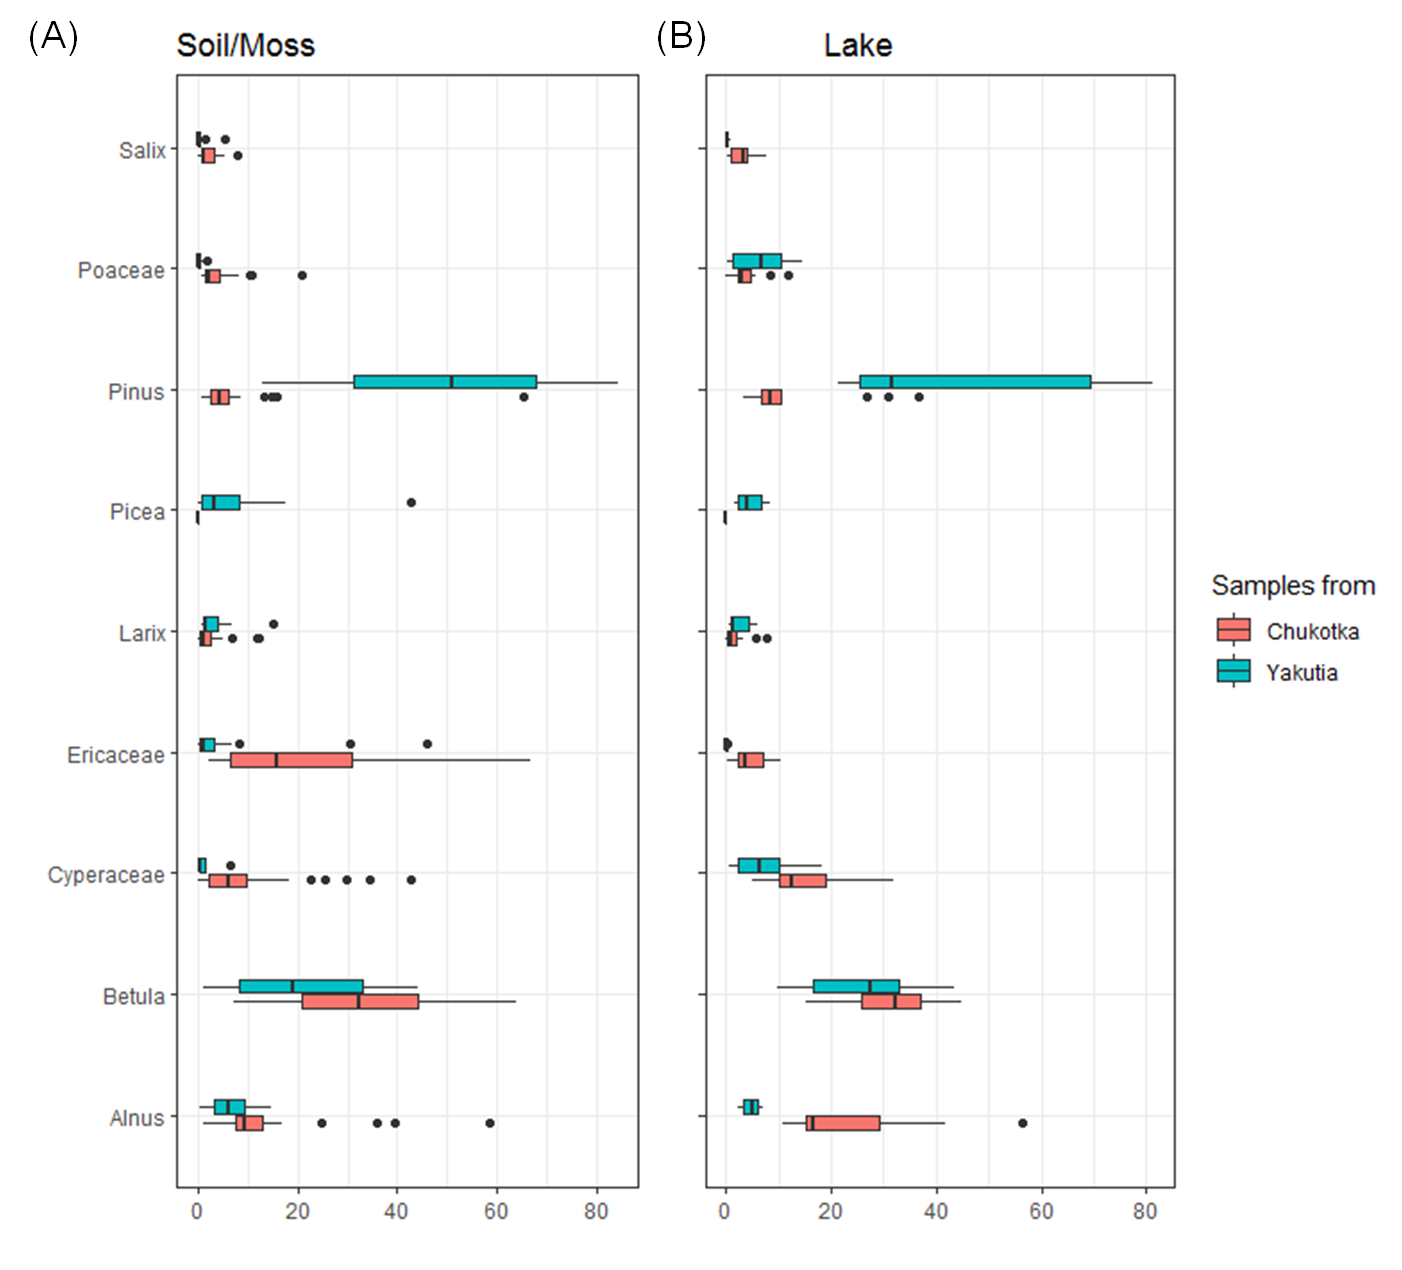 (A) Soil/Moss (B) Lake
Salix
Poaceae
Pinus
Picea
Larix
Ericaceae
Cyperaceae
Betula
Alnus
0 20 40 60 80
0 20 40 60 80
Samples from
Chukotka
Yakutia